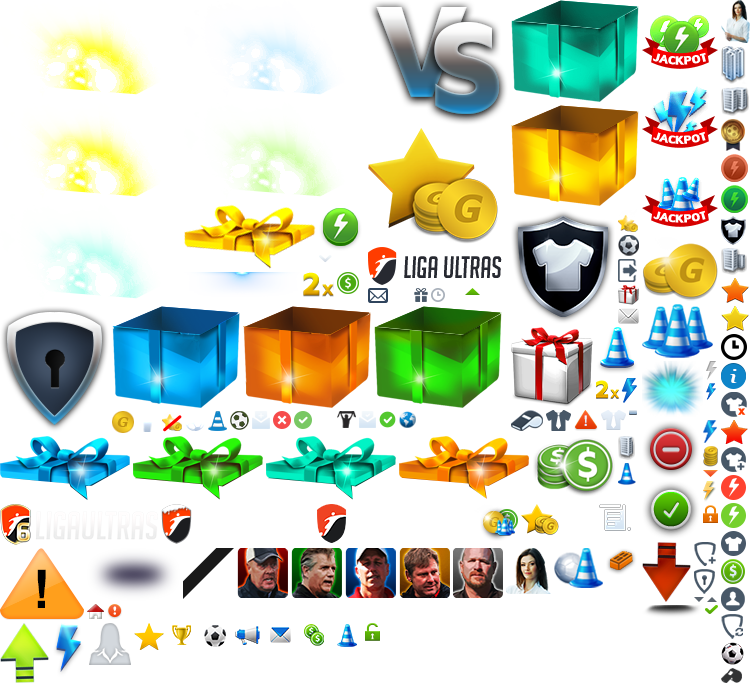 VS
JACKPOT
JACKPOT
JACKPOT
G
LIGA ULTRAS
2x
$
G
2x
G
$
6
LIGAULTRAS
G
!
i
$